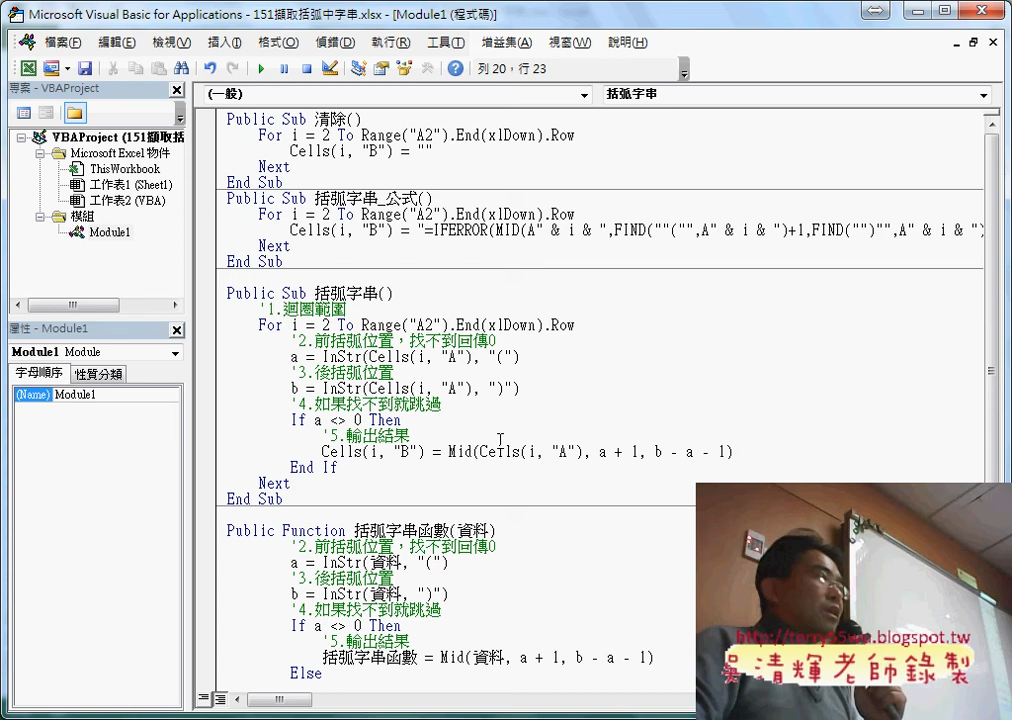 Microsoft Visual Basic for Applications - 151擷取括弧中字串.xlsx - [Module1 (程式碼)]
檔案(F) 編輯(E) 檢視(V) 插入(I) 格式(O) 偵錯(D) 執行(R) 工具(T) 增益集(A) 視窗(W) 說明(H)
列 20，行 23
專案 - VBAProject
(一般) 括弧字串
VBAProject (151擷取括
Microsoft Excel 物件
ThisWorkbook
工作表1 (Sheet1)
工作表2 (VBA)
模組
Module1
屬性 - Module1
Module1 Module
字母順序 性質分類
(Name) Module1
Public Sub 清除()
For i = 2 To Range("A2").End(xlDown).Row
Cells(i, "B") = ""
Next
End Sub
Public Sub 括弧字串_公式()
For i = 2 To Range("A2").End(xlDown).Row
Cells(i, "B") = "=IFERROR(MID(A" & i & ",FIND(""("",A" & i & ")+1,FIND("")"",A" & i & ")
Next
End Sub
Public Sub 括弧字串()
'1.迴圈範圍
For i = 2 To Range("A2").End(xlDown).Row
'2.前括弧位置，找不到回傳0
a = InStr(Cells(i, "A"), "(")
'3.後括弧位置
b = InStr(Cells(i, "A"), ")")
'4.如果找不到就跳過
If a <> 0 Then
'5.輸出結果
Cells(i, "B") = Mid(Cells(i, "A"), a + 1, b - a - 1)
End If
Next
End Sub
Public Function 括弧字串函數(資料)
'2.前括弧位置，找不到回傳0
a = InStr(資料, "(")
'3.後括弧位置
b = InStr(資料, ")")
'4.如果找不到就跳過
If a <> 0 Then
'5.輸出結果
括弧字串函數 = Mid(資料, a + 1, b - a - 1)
Else
http://terry55wu.blogspot.tw
吳清輝老師錄製